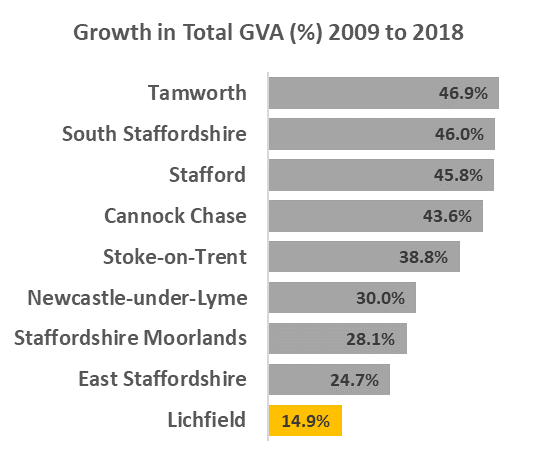 Growth in Total GVA (%) 2009 to 2018
Tamworth 46.9%
South Staffordshire 46.0%
Stafford 45.8%
Cannock Chase 43.6%
Stoke-on-Trent 38.8%
Newcastle-under-Lyme 30.0%
Staffordshire Moorlands 28.1%
East Staffordshire 24.7%
Lichfield 14.9%